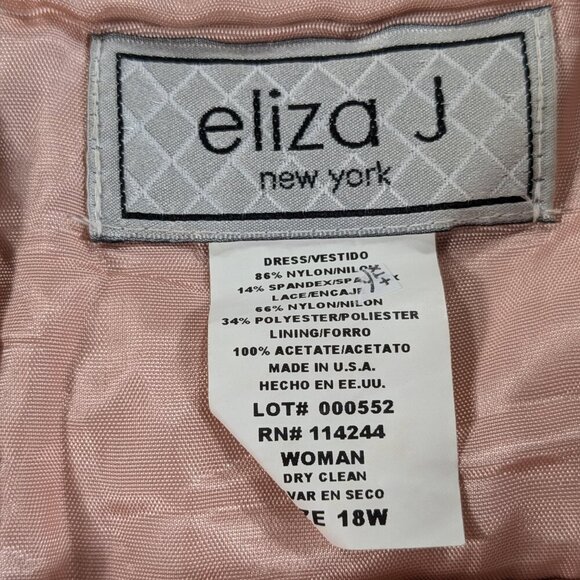 eliza J
new york
DRESS/VESTIDO
86% NYLON/NILON
14% SPANDEX/
LACE/ENCAJE
66% NYLON/NILON
34% POLYESTER/POLIESTER
LINING/FORRO
100% ACETATE/ACETATO
MADE IN U.S.A.
HECHO EN EE.UU.
LOT# 000552
RN# 114244
WOMAN
DRY CLEAN
VAR EN SECO
ZE 18W